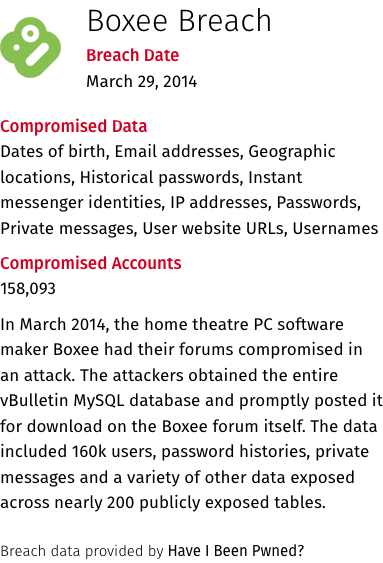 Boxee Breach
Breach Date
March 29, 2014
Compromised Data
Dates of birth, Email addresses, Geographic
locations, Historical passwords, Instant
messenger identities, IP addresses, Passwords,
Private messages, User website URLs, Usernames
Compromised Accounts
158,093
In March 2014, the home theatre PC software
maker Boxee had their forums compromised in
an attack. The attackers obtained the entire
vBulletin MySQL database and promptly posted it
for download on the Boxee forum itself. The data
included 160k users, password histories, private
messages and a variety of other data exposed
across nearly 200 publicly exposed tables.
Breach data provided by Have I Been Pwned?